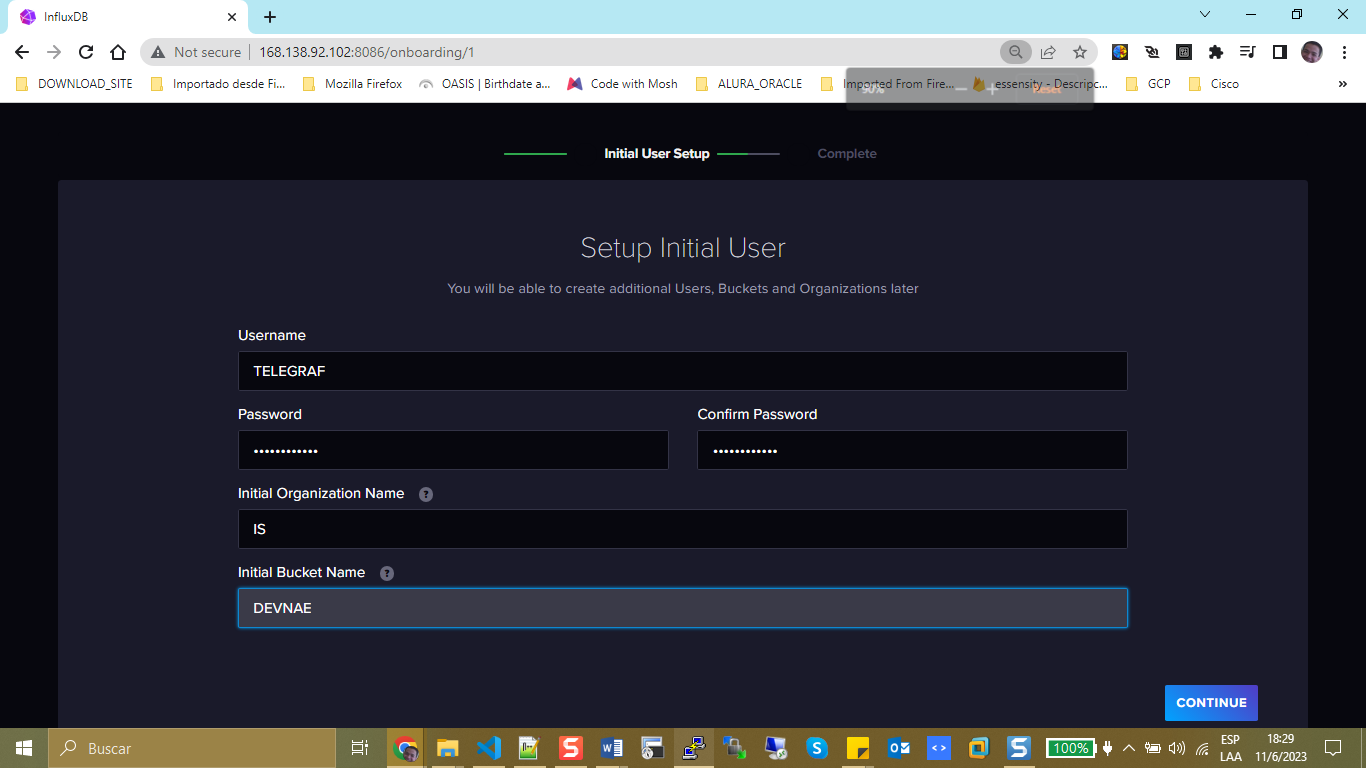 InfluxDB
Not secure 168.138.92.102:8086/onboarding/1
DOWNLOAD_SITE Importado desde Fi... Mozilla Firefox OASIS | Birthdate a... Code with Mosh ALURA_ORACLE Imported From Fire... essensity - Descripc... GCP Cisco »
90% Reset
Initial User Setup Complete
Setup Initial User
You will be able to create additional Users, Buckets and Organizations later
Username
TELEGRAF
Password Confirm Password
•••••••••••• ••••••••••••
Initial Organization Name ?
IS
Initial Bucket Name ?
DEVNAE
CONTINUE
Buscar
100%
ESP
LAA
18:29
11/6/2023